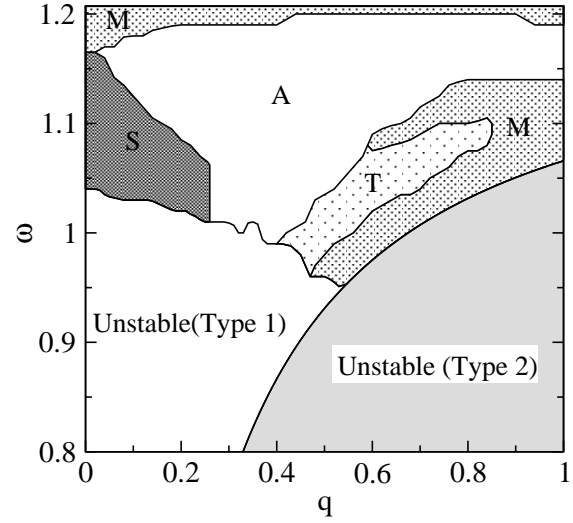 1.2
M
A
1.1
S
M
T
ω
1
Unstable(Type 1)
0.9
Unstable (Type 2)
0.8
0 0.2 0.4 0.6 0.8 1
q